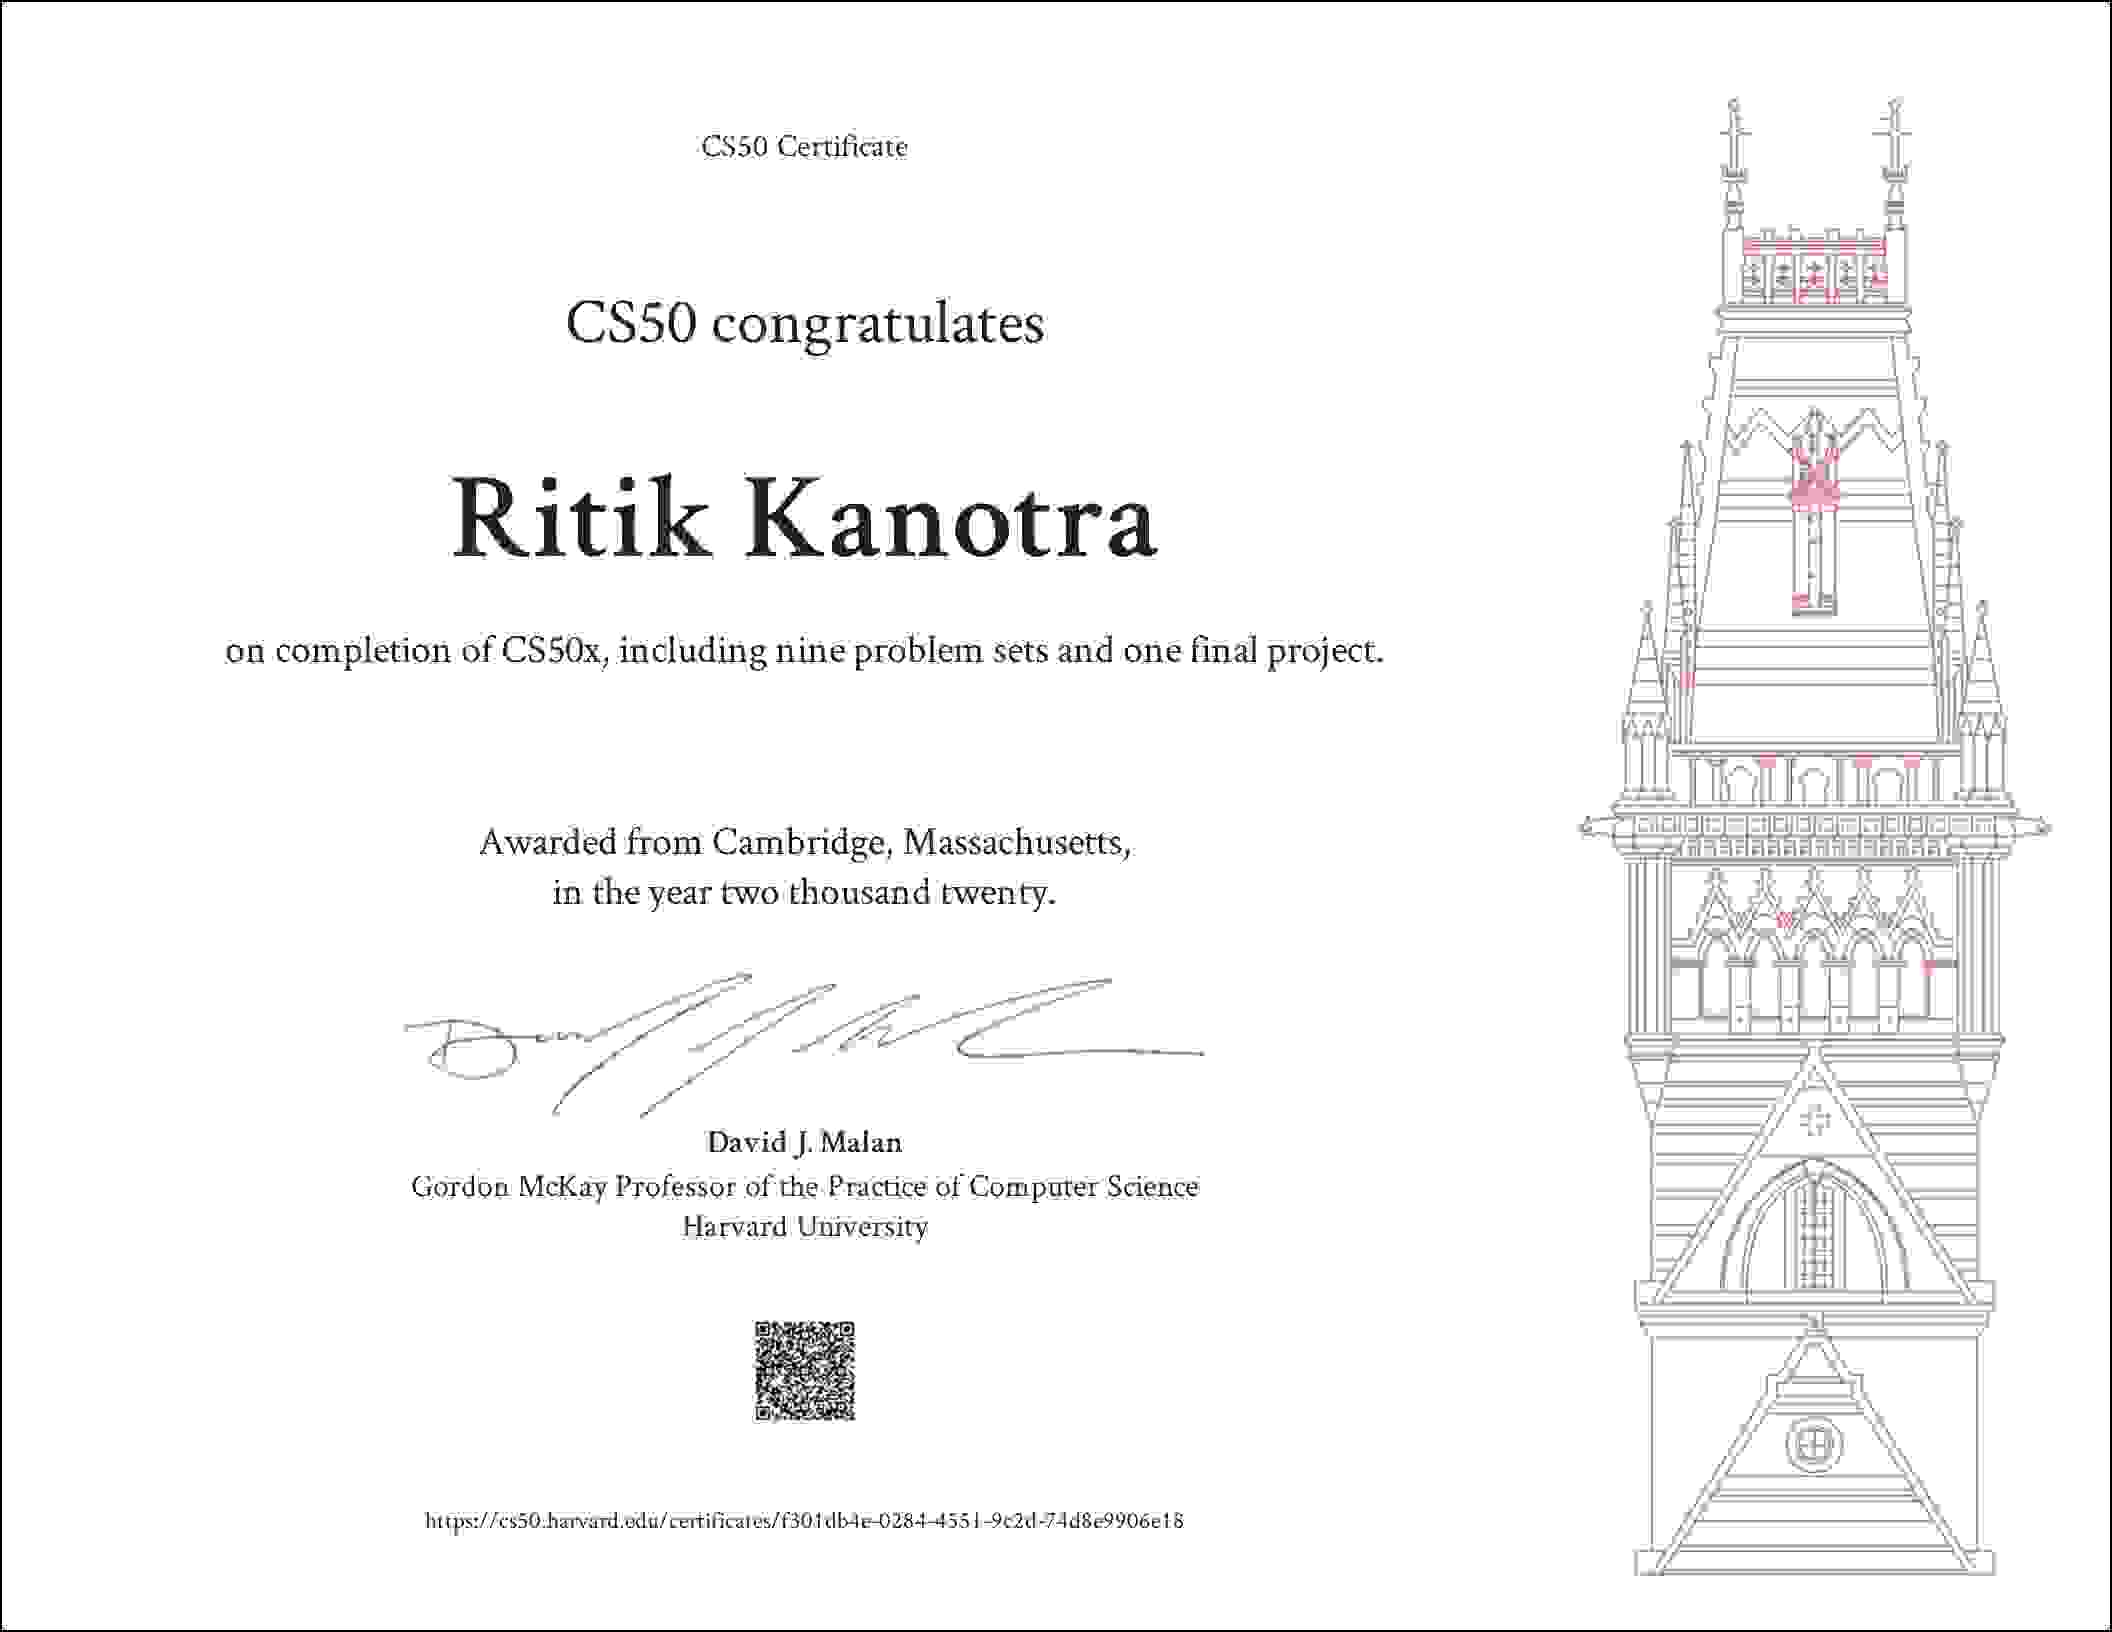 CS50 Certificate
CS50 congratulates
Ritik Kanotra
on completion of CS50x, including nine problem sets and one final project.
Awarded from Cambridge, Massachusetts,
in the year two thousand twenty.
David J. Malan
Gordon McKay Professor of the Practice of Computer Science
Harvard University
https://cs50.harvard.edu/certificates/f301db4e-0284-4551-9c2d-74d8e9906e18